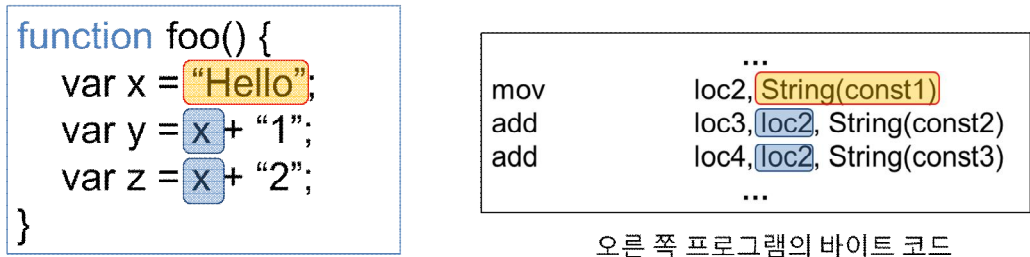 function foo() {
var x = “Hello”;
var y = x + “1”;
var z = x + “2”;
}
...
mov loc2, String(const1)
add loc3, loc2, String(const2)
add loc4, loc2, String(const3)
...
오른 쪽 프로그램의 바이트 코드